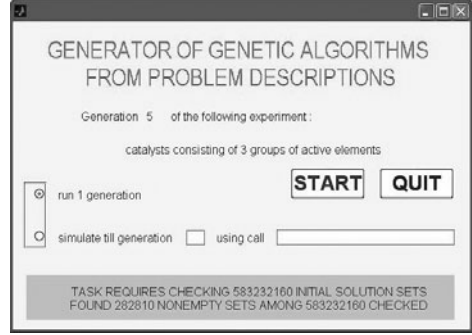 GENERATOR OF GENETIC ALGORITHMS
FROM PROBLEM DESCRIPTIONS
Generation 5 of the following experiment :
catalysts consisting of 3 groups of active elements
START QUIT
run 1 generation
simulate till generation using call
TASK REQUIRES CHECKING 583232160 INITIAL SOLUTION SETS
FOUND 282810 NONEMPTY SETS AMONG 583232160 CHECKED